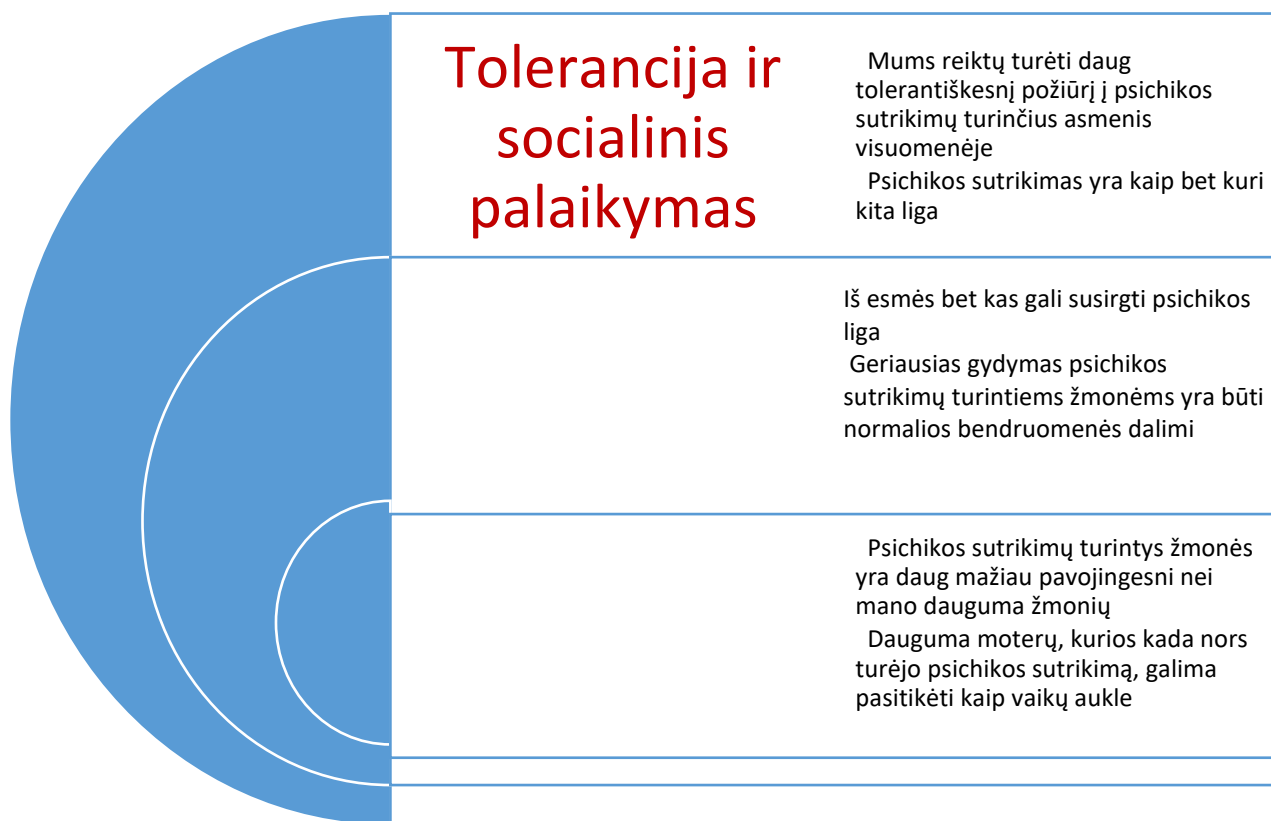 Tolerancija ir
socialinis
palaikymas
Mums reiktų turėti daug
tolerantiškesnį požiūrį į psichikos
sutrikimų turinčius asmenis
visuomenėje
Psichikos sutrikimas yra kaip bet kuri
kita liga
Iš esmės bet kas gali susirgti psichikos
liga
Geriausias gydymas psichikos
sutrikimų turintiems žmonėms yra būti
normalios bendruomenės dalimi
Psichikos sutrikimų turintys žmonės
yra daug mažiau pavojingesni nei
mano dauguma žmonių
Dauguma moterų, kurios kada nors
turėjo psichikos sutrikimą, galima
pasitikėti kaip vaikų aukle